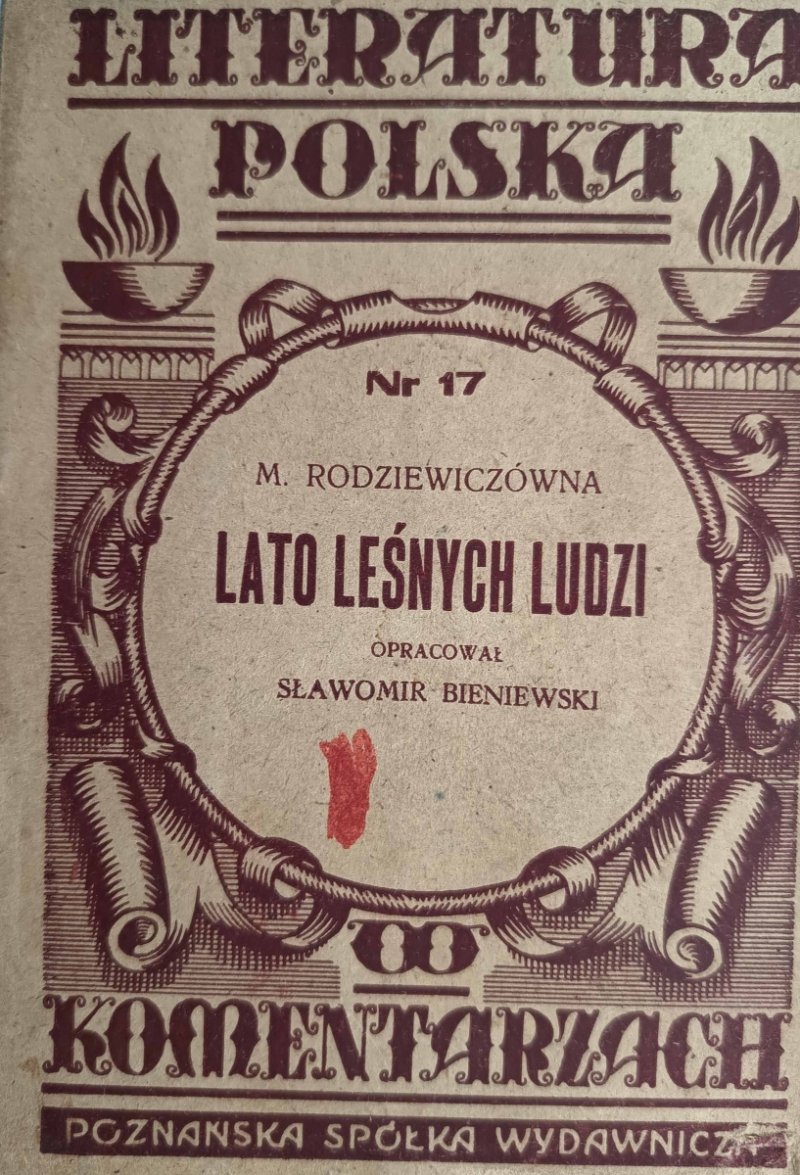 LITERATURA
POLSKA
Nr 17
M. RODZIEWICZÓWNA
LATO LEŚNYCH LUDZI
OPRACOWAŁ
SŁAWOMIR BIENIEWSKI
W
KOMENTARZACH
POZNAŃSKA SPÓŁKA WYDAWNICZA